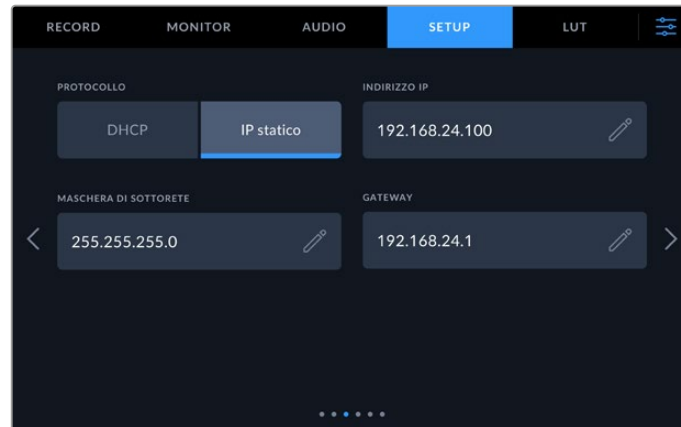 RECORD MONITOR AUDIO SETUP LUT
PROTOCOLLO
DHCP IP statico
INDIRIZZO IP
192.168.24.100
MASCHERA DI SOTTORETE
255.255.255.0
GATEWAY
192.168.24.1